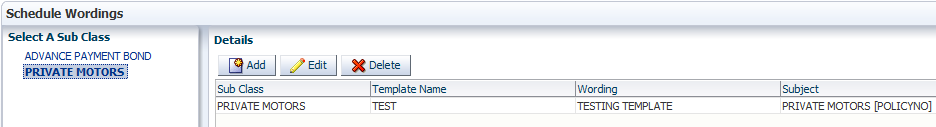 Schedule Wordings
Select A Sub Class
ADVANCE PAYMENT BOND
PRIVATE MOTORS
Details
Add Edit Delete
Sub Class Template Name Wording Subject
PRIVATE MOTORS TEST TESTING TEMPLATE PRIVATE MOTORS [POLICYNO]